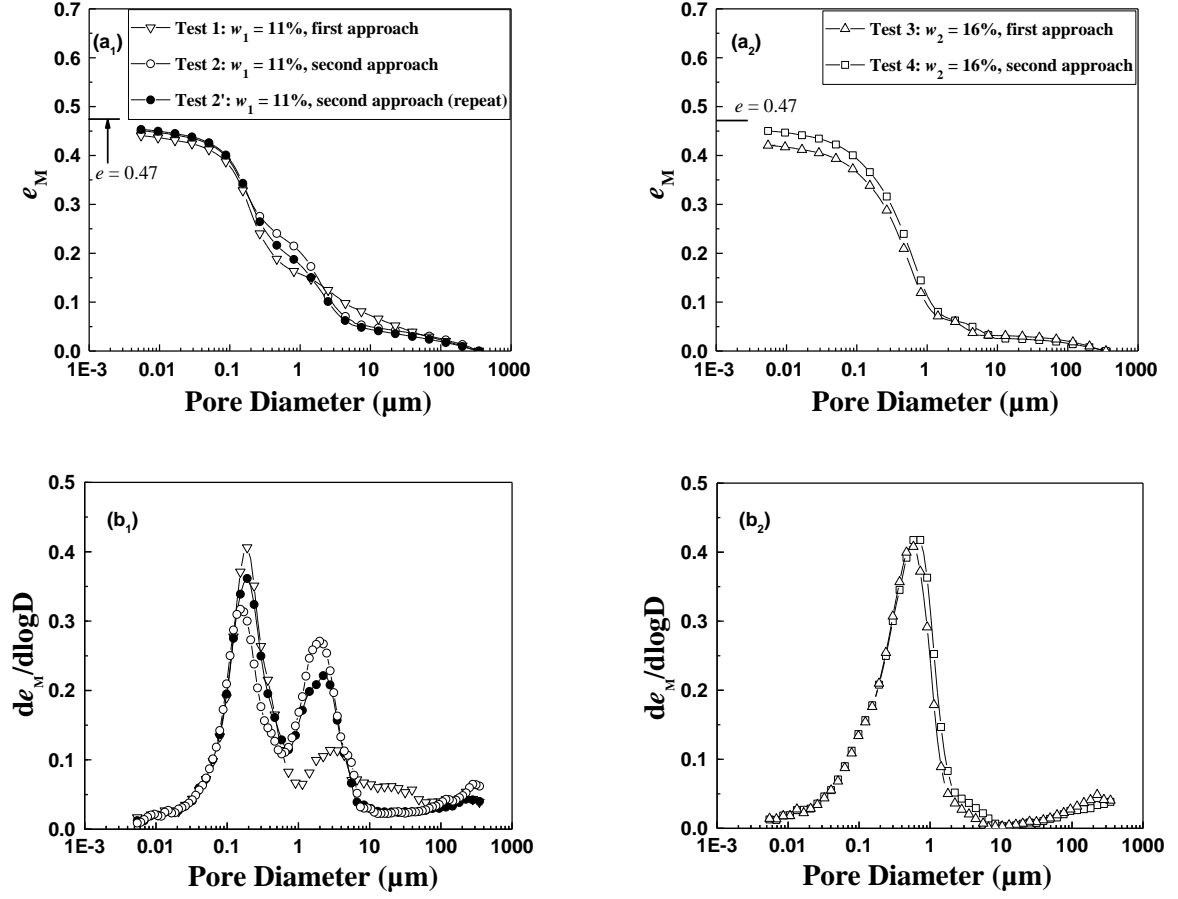 (a1)
Test 1: w1 = 11%, first approach
Test 2: w1 = 11%, second approach
Test 2': w1 = 11%, second approach (repeat)
e = 0.47
eM
0.7
0.6
0.5
0.4
0.3
0.2
0.1
0.0
1E-3 0.01 0.1 1 10 100 1000
Pore Diameter (µm)
(a2)
Test 3: w2 = 16%, first approach
Test 4: w2 = 16%, second approach
e = 0.47
eM
0.7
0.6
0.5
0.4
0.3
0.2
0.1
0.0
1E-3 0.01 0.1 1 10 100 1000
Pore Diameter (µm)
(b1)
deM/dlogD
0.5
0.4
0.3
0.2
0.1
0.0
1E-3 0.01 0.1 1 10 100 1000
Pore Diameter (µm)
(b2)
deM/dlogD
0.5
0.4
0.3
0.2
0.1
0.0
1E-3 0.01 0.1 1 10 100 1000
Pore Diameter (µm)